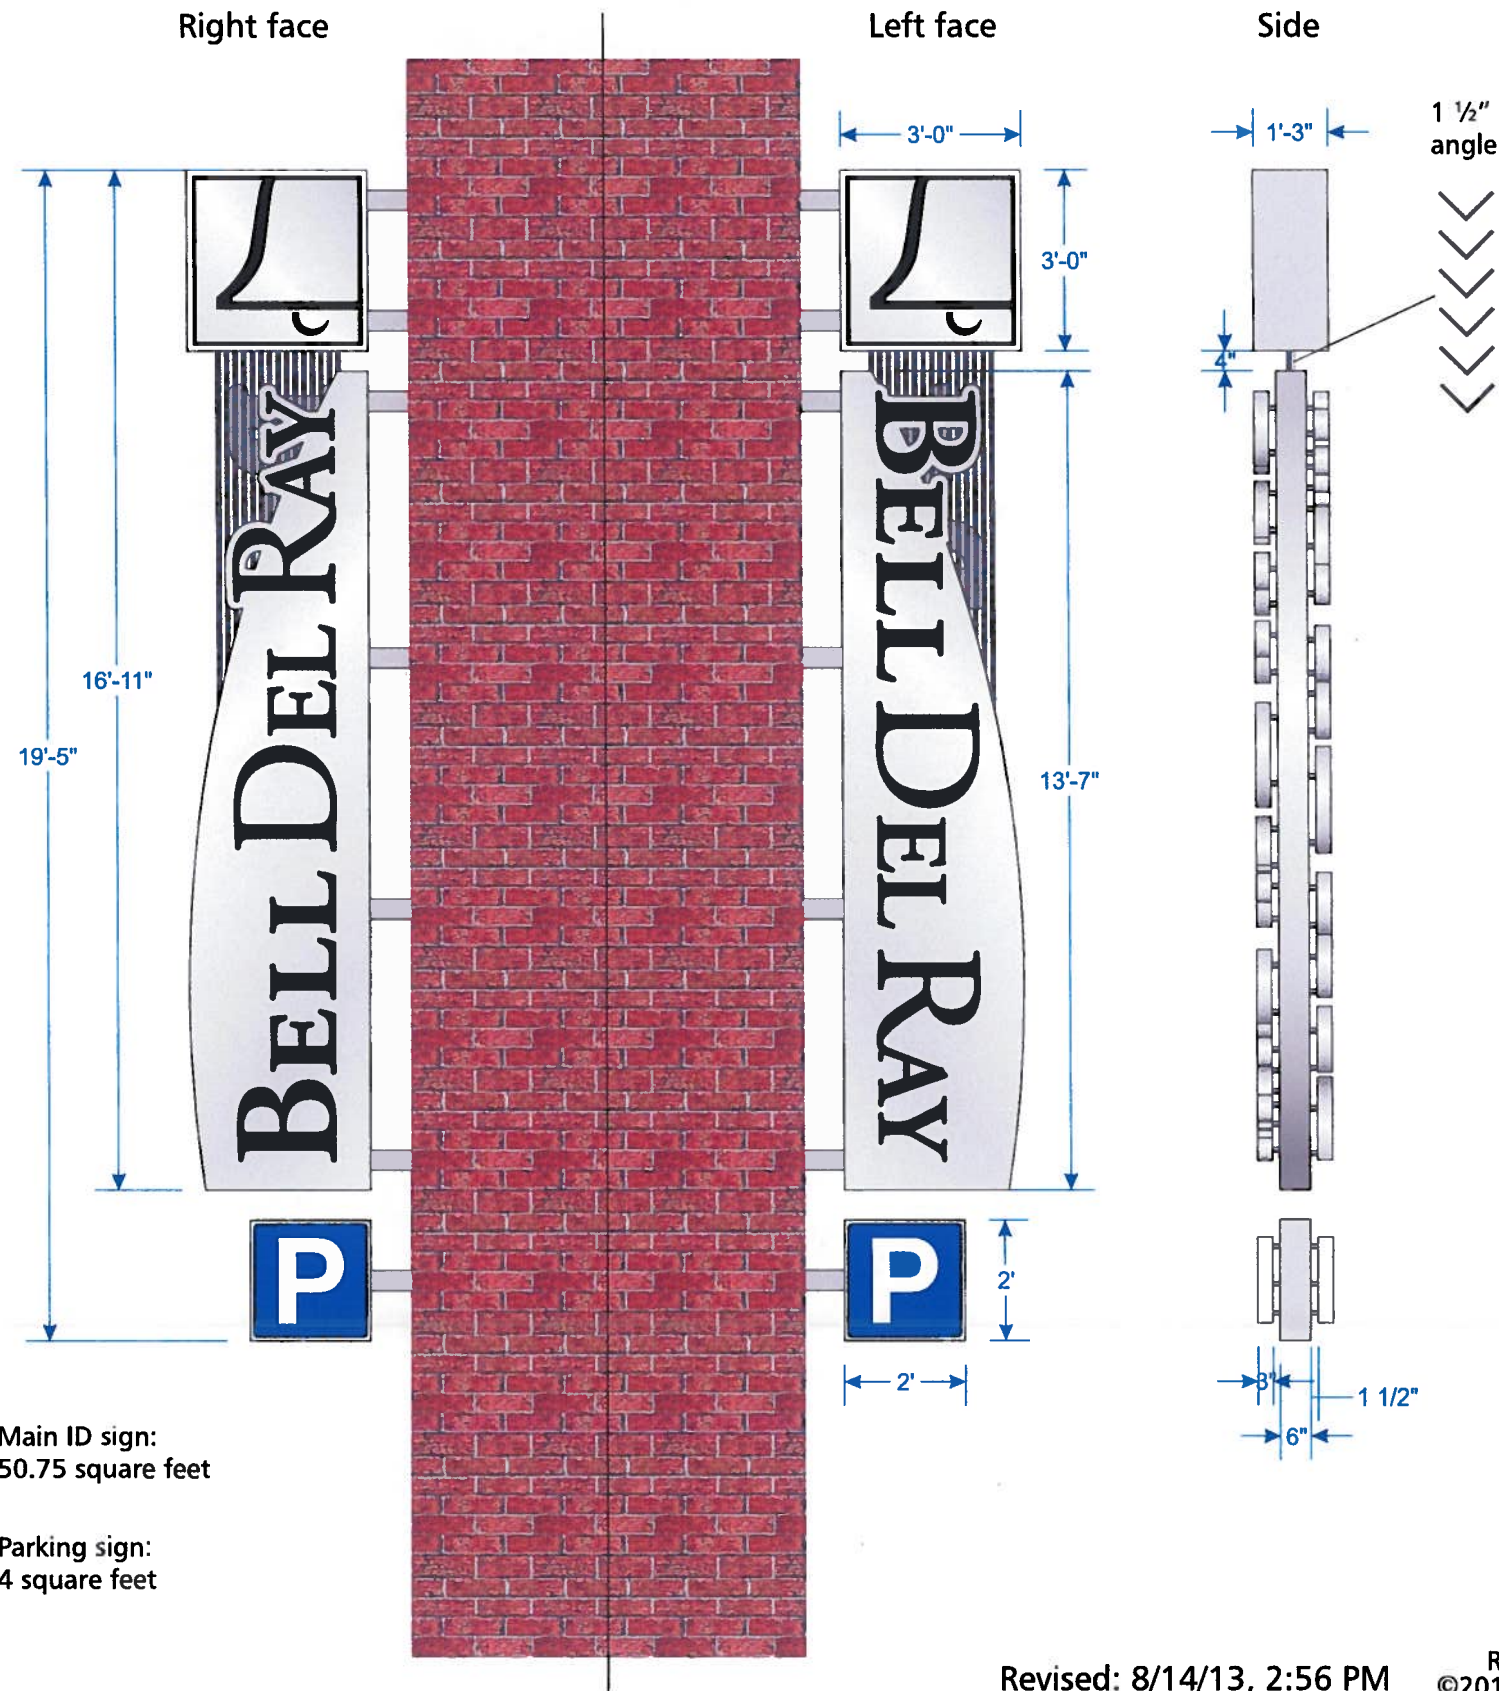 Right face
Left face
Side
3'-0"
1'-3"
1 ½"
angle
3'-0"
4"
BELL DEL RAY
BELL DEL RAY
16'-11"
19'-5"
13'-7"
P
P
2'
2'
3"
1 1/2"
6"
Main ID sign:
50.75 square feet
Parking sign:
4 square feet
Revised: 8/14/13, 2:56 PM